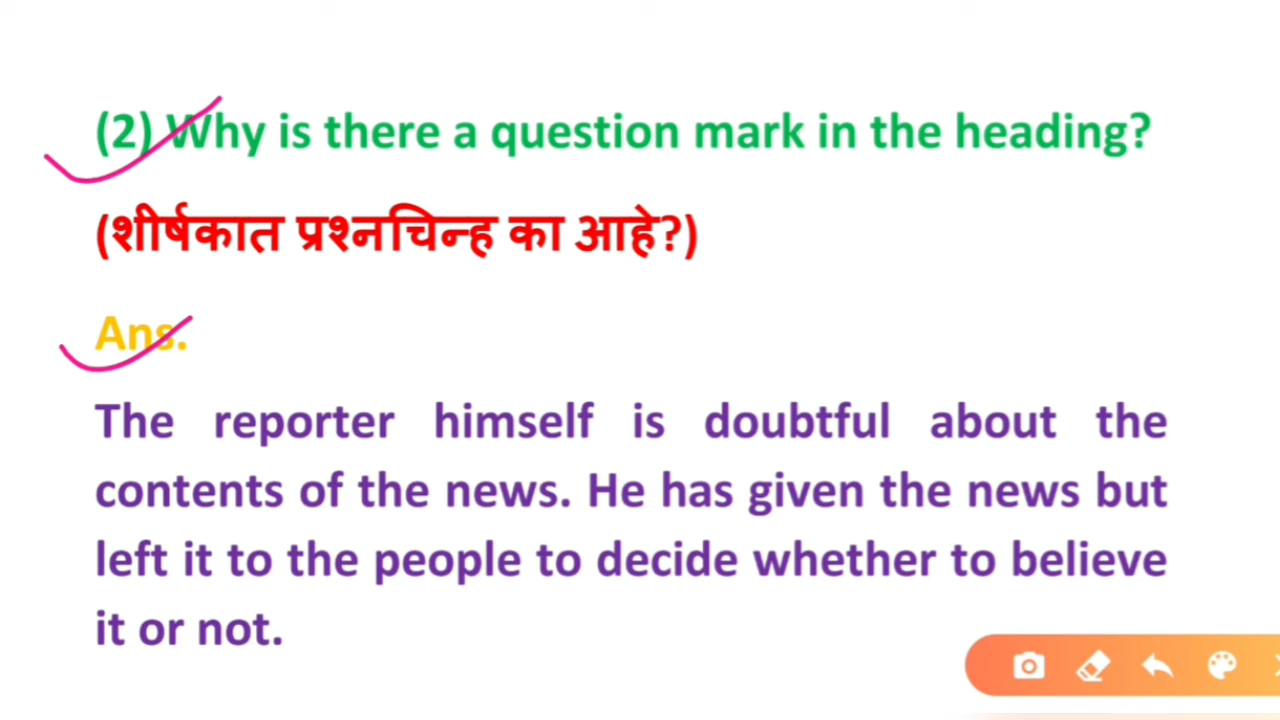 (2) Why is there a question mark in the heading?
(शीर्षकात प्रश्नचिन्ह का आहे?)
Ans.
The reporter himself is doubtful about the
contents of the news. He has given the news but
left it to the people to decide whether to believe
it or not.